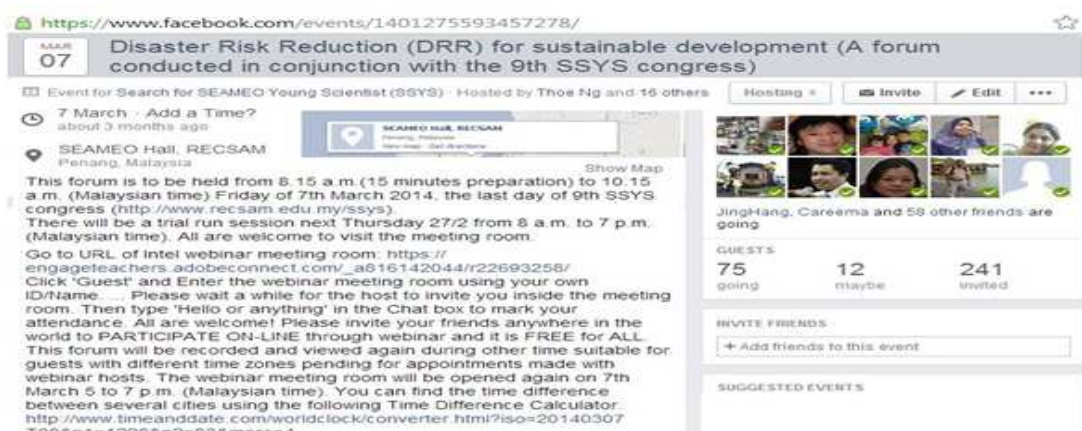 https://www.facebook.com/events/1401275593457278/
MAR
07
Disaster Risk Reduction (DRR) for sustainable development (A forum
conducted in conjunction with the 9th SSYS congress)
Event for Search for SEAMEO Young Scientist (SSYS) · Hosted by Thoe Ng and 16 others
Hosting
Invite
Edit
7 March · Add a Time?
about 3 months ago
SEAMEO Hall, RECSAM
Penang, Malaysia
SEAMEO Hall, RECSAM
Penang, Malaysia
View map · Get directions
Show Map
This forum is to be held from 8.15 a.m.(15 minutes preparation) to 10.15
a.m. (Malaysian time) Friday of 7th March 2014, the last day of 9th SSYS
congress (http://www.recsam.edu.my/ssys).
There will be a trial run session next Thursday 27/2 from 8 a.m. to 7 p.m.
(Malaysian time). All are welcome to visit the meeting room.
Go to URL of Intel webinar meeting room: https://
engageteachers.adobeconnect.com/_a816142044/r22693258/
Click 'Guest' and Enter the webinar meeting room using your own
ID/Name..... Please wait a while for the host to invite you inside the meeting
room. Then type 'Hello or anything' in the Chat box to mark your
attendance. All are welcome! Please invite your friends anywhere in the
world to PARTICIPATE ON-LINE through webinar and it is FREE for ALL.
This forum will be recorded and viewed again during other time suitable for
guests with different time zones pending for appointments made with
webinar hosts. The webinar meeting room will be opened again on 7th
March 5 to 7 p.m. (Malaysian time). You can find the time difference
between several cities using the following Time Difference Calculator.
http://www.timeanddate.com/worldclock/converter.html?iso=20140307
JingHang, Careema and 58 other friends are
going
GUESTS
75
going
12
maybe
241
invited
INVITE FRIENDS
+ Add friends to this event
SUGGESTED EVENTS